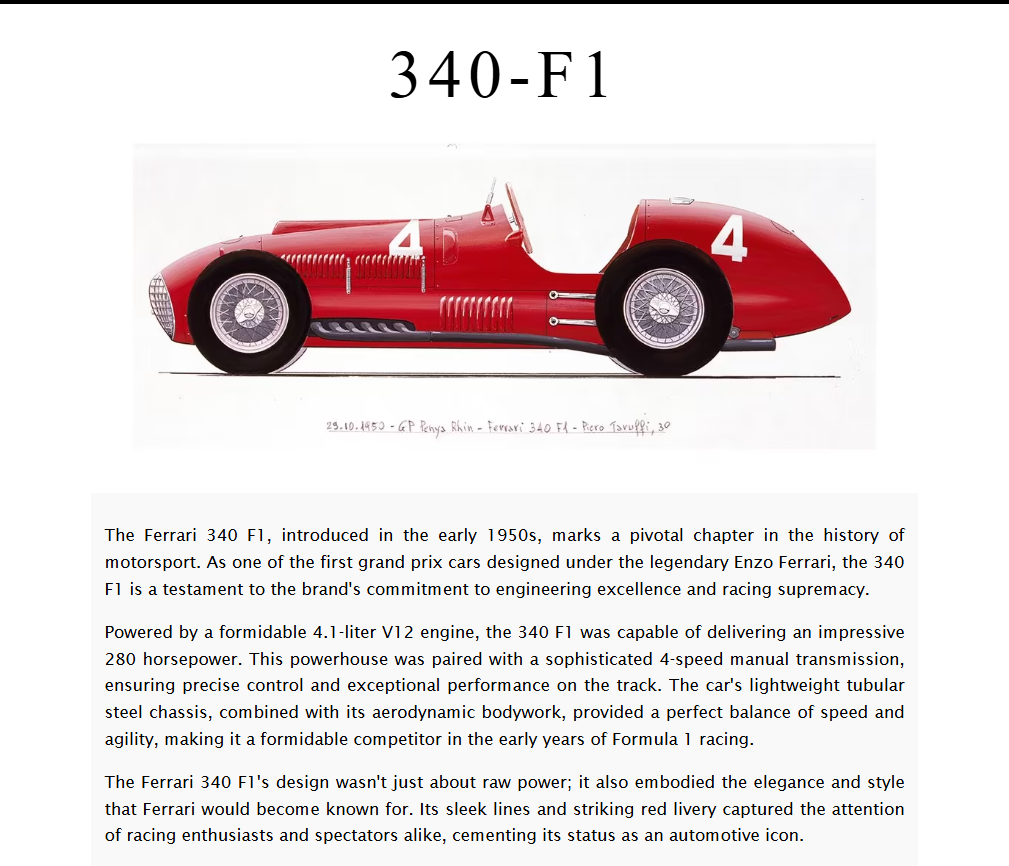 340-F1
4
4
29.10.1950 - GP Penya Rhin - Ferrari 340 F1 - Piero Taruffi, 3º
The Ferrari 340 F1, introduced in the early 1950s, marks a pivotal chapter in the history of
motorsport. As one of the first grand prix cars designed under the legendary Enzo Ferrari, the 340
F1 is a testament to the brand's commitment to engineering excellence and racing supremacy.
Powered by a formidable 4.1-liter V12 engine, the 340 F1 was capable of delivering an impressive
280 horsepower. This powerhouse was paired with a sophisticated 4-speed manual transmission,
ensuring precise control and exceptional performance on the track. The car's lightweight tubular
steel chassis, combined with its aerodynamic bodywork, provided a perfect balance of speed and
agility, making it a formidable competitor in the early years of Formula 1 racing.
The Ferrari 340 F1's design wasn't just about raw power; it also embodied the elegance and style
that Ferrari would become known for. Its sleek lines and striking red livery captured the attention
of racing enthusiasts and spectators alike, cementing its status as an automotive icon.